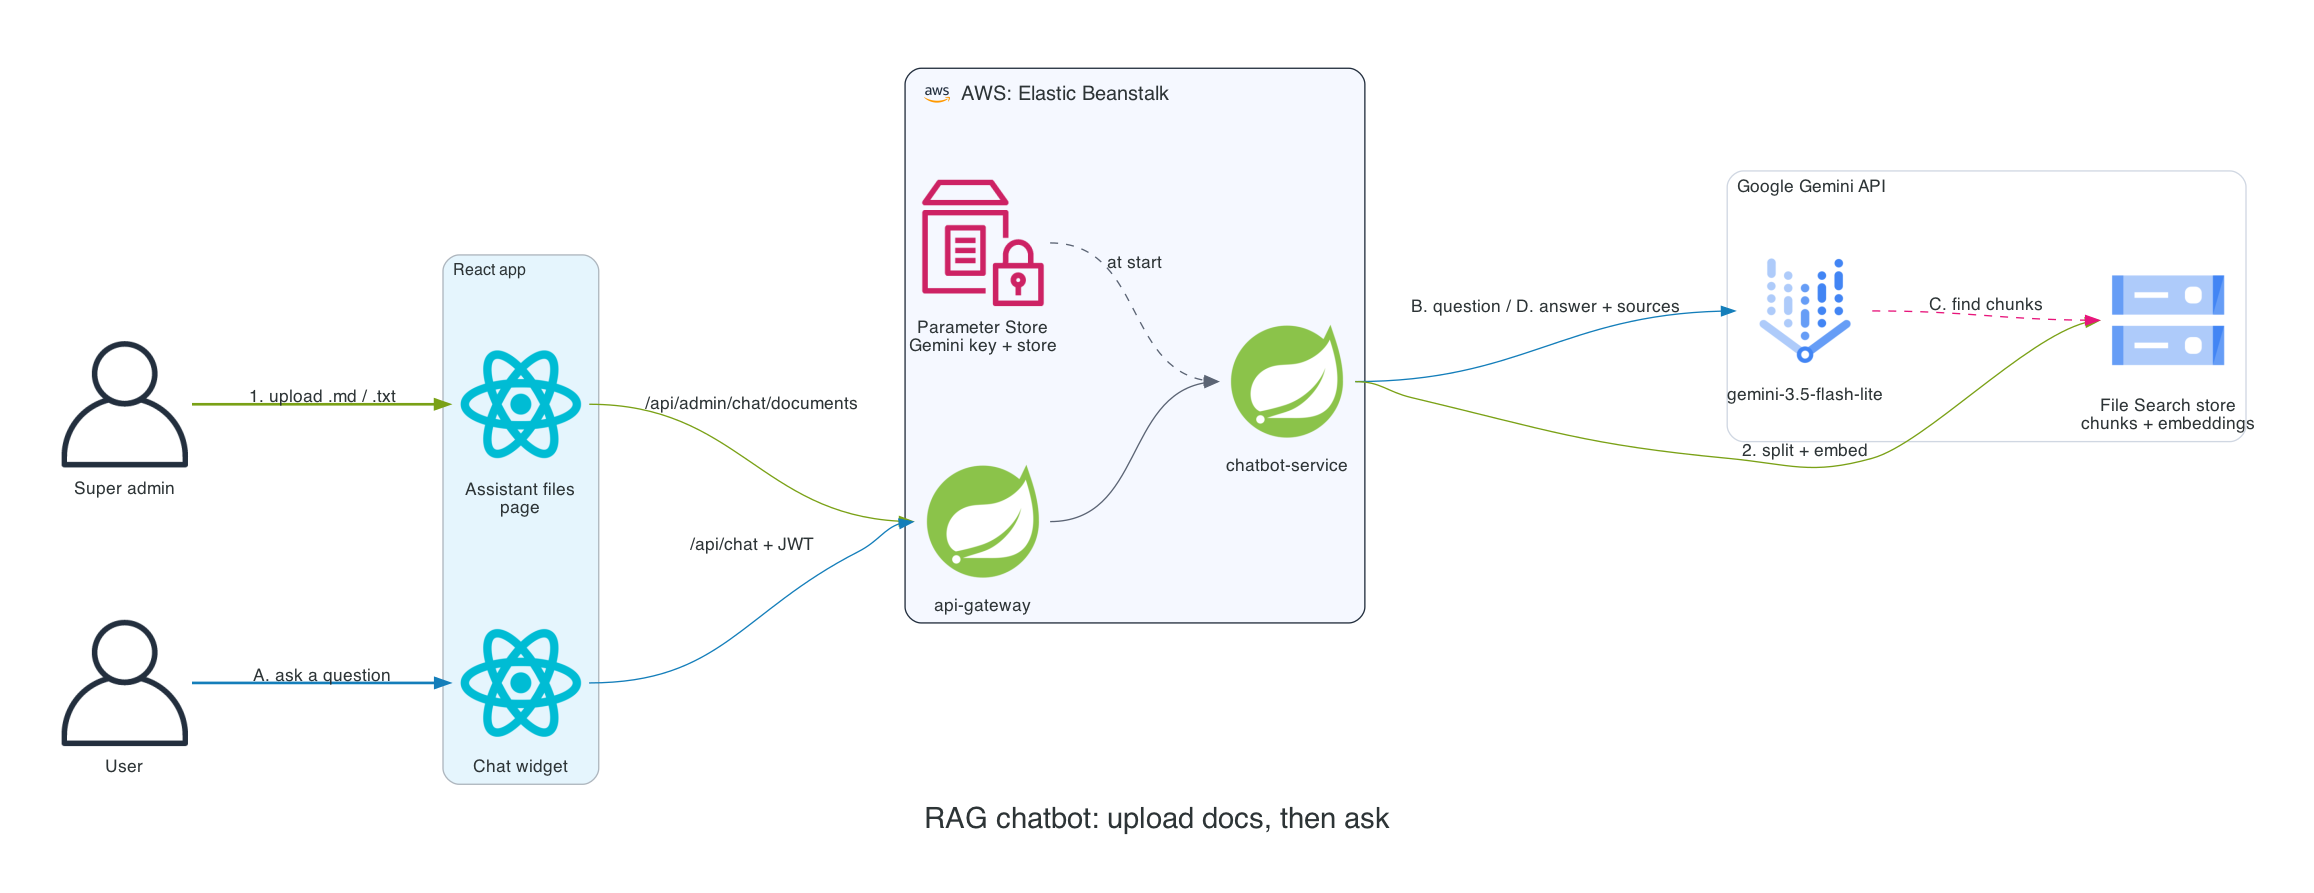 aws
AWS: Elastic Beanstalk
Google Gemini API
React app
at start
Parameter Store
Gemini key + store
B. question / D. answer + sources
C. find chunks
1. upload .md / .txt
/api/admin/chat/documents
gemini-3.5-flash-lite
File Search store
chunks + embeddings
2. split + embed
chatbot-service
Super admin
Assistant files
page
/api/chat + JWT
api-gateway
A. ask a question
User
Chat widget
RAG chatbot: upload docs, then ask